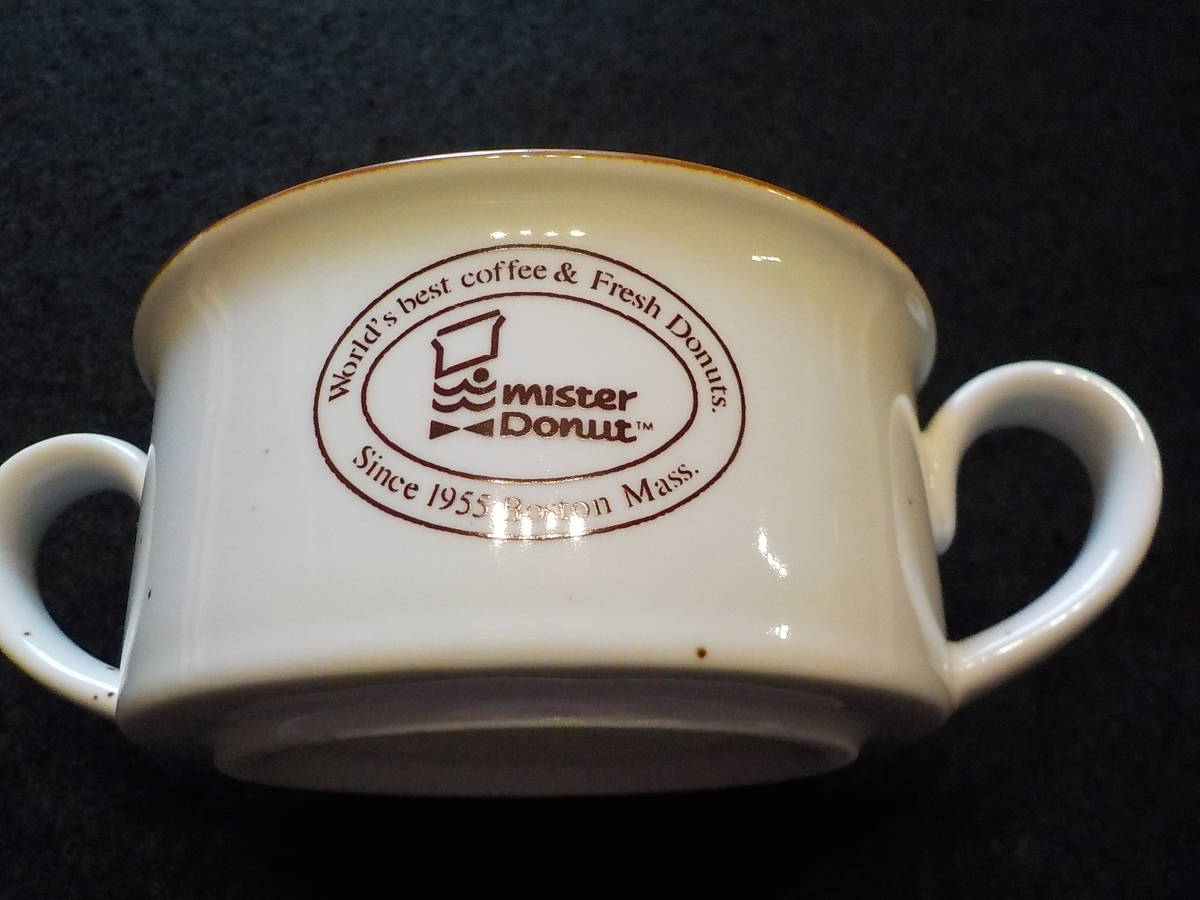 World's best coffee & Fresh Donuts.
mister
Donut™
Since 1955 Boston Mass.